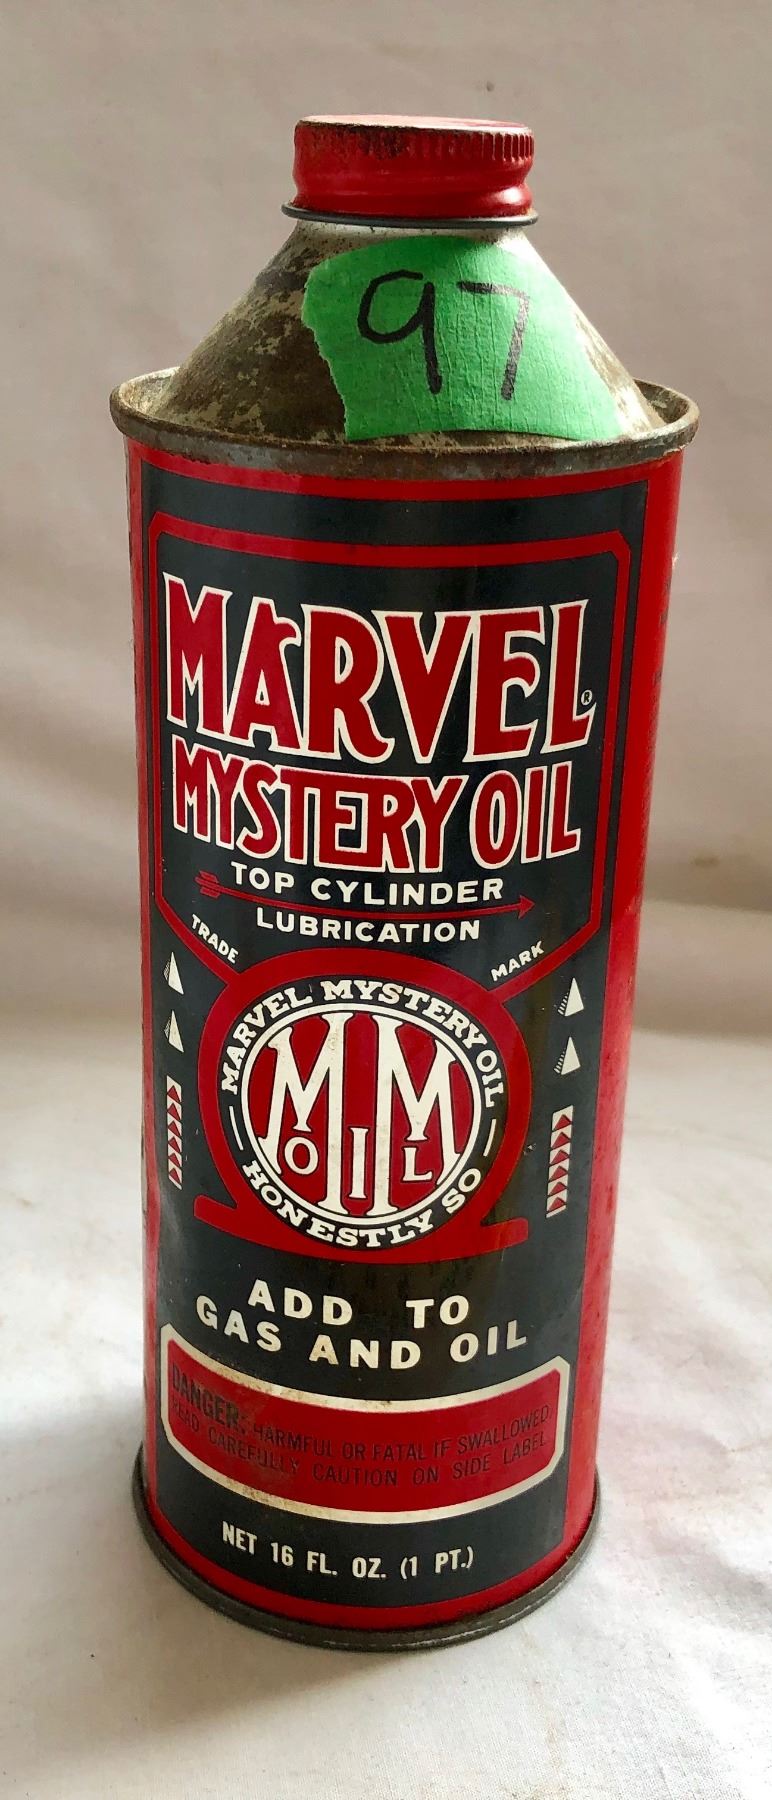 97
MARVEL®
MYSTERY OIL
TOP CYLINDER
LUBRICATION
TRADE MARK
MARVEL MYSTERY OIL
MM
OIL
HONESTLY SO
ADD TO
GAS AND OIL
DANGER: HARMFUL OR FATAL IF SWALLOWED.
READ CAREFULLY CAUTION ON SIDE LABEL.
NET 16 FL. OZ. (1 PT.)